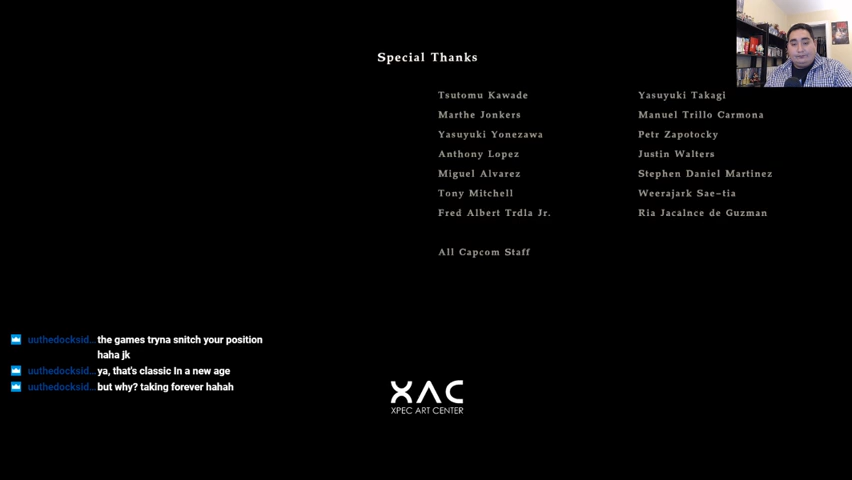 Special Thanks
Tsutomu Kawade Yasuyuki Takagi
Marthe Jonkers Manuel Trillo Carmona
Yasuyuki Yonezawa Petr Zapotocky
Anthony Lopez Justin Walters
Miguel Alvarez Stephen Daniel Martinez
Tony Mitchell Weerajark Sae-tia
Fred Albert Trdla Jr. Ria Jacalnce de Guzman
All Capcom Staff
uuthedocksid... the games tryna snitch your position
haha jk
uuthedocksid... ya, that's classic In a new age
uuthedocksid... but why? taking forever hahah
XAC
XPEC ART CENTER